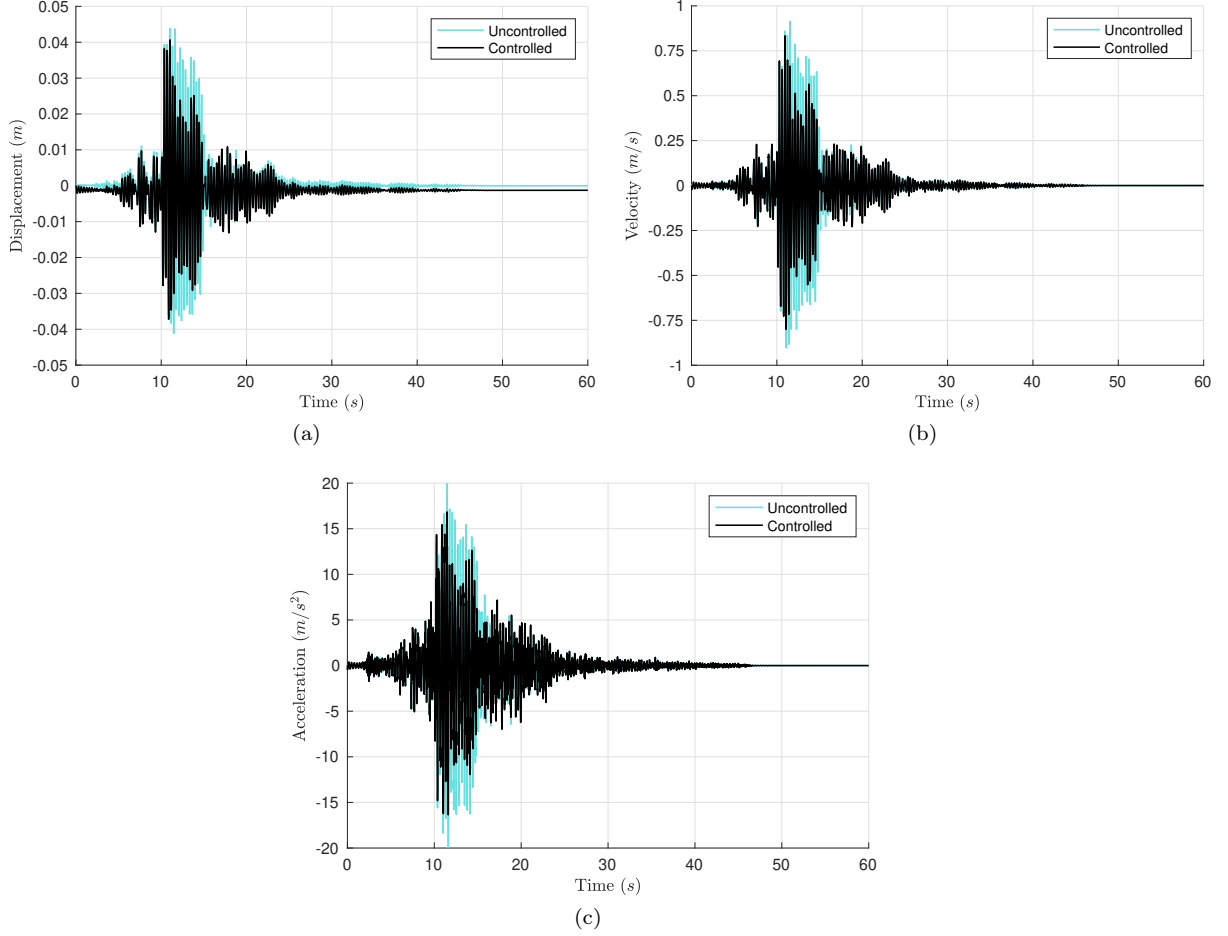 0.05
0.04
0.03
0.02
0.01
0
-0.01
-0.02
-0.03
-0.04
-0.05
Displacement (m)
0 10 20 30 40 50 60
Time (s)
Uncontrolled
Controlled
(a)
1
0.75
0.5
0.25
0
-0.25
-0.5
-0.75
-1
Velocity (m/s)
0 10 20 30 40 50 60
Time (s)
Uncontrolled
Controlled
(b)
20
15
10
5
0
-5
-10
-15
-20
Acceleration (m/s²)
0 10 20 30 40 50 60
Time (s)
Uncontrolled
Controlled
(c)